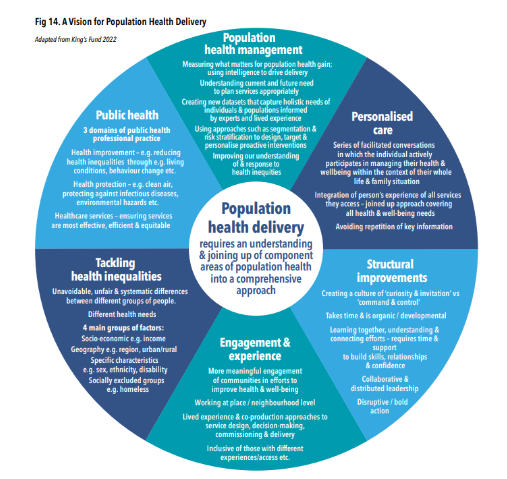 Fig 14. A Vision for Population Health Delivery
Adapted from King's Fund 2022
Population
health management
Measuring what matters for population health gain;
using intelligence to drive delivery
Understanding current and future need
to plan services appropriately
Creating new datasets that capture holistic needs of
individuals & populations informed
by experts and lived experience
Using approaches such as segmentation &
risk stratification to design, target &
personalise proactive interventions
Improving our understanding
of & response to
health inequities
Personalised
care
Series of facilitated conversations
in which the individual actively
participates in managing their health &
wellbeing within the context of their whole
life & family situation
Integration of person's experience of all services
they access – joined up approach covering
all health & well-being needs
Avoiding repetition of key information
Structural
improvements
Creating a culture of 'curiosity & invitation' vs
'command & control'
Takes time & is organic / developmental
Learning together, understanding &
connecting efforts – requires time &
support
to build skills, relationships
& confidence
Collaborative &
distributed leadership
Disruptive / bold
action
Engagement &
experience
More meaningful engagement
of communities in efforts to
improve health & well-being
Working at place / neighbourhood level
Lived experience & co-production approaches to
service design, decision-making,
commissioning & delivery
Inclusive of those with different
experiences/access etc.
Tackling
health inequalities
Unavoidable, unfair & systematic differences
between different groups of people.
Different health needs
4 main groups of factors:
Socio-economic e.g. income
Geography e.g. region, urban/rural
Specific characteristics
e.g. sex, ethnicity, disability
Socially excluded groups
e.g. homeless
Public health
3 domains of public health
professional practice
Health improvement – e.g. reducing
health inequalities through e.g. living
conditions, behaviour change etc.
Health protection – e.g. clean air,
protecting against infectious diseases,
environmental hazards etc.
Healthcare services – ensuring services
are most effective, efficient & equitable
Population
health delivery
requires an understanding
& joining up of component
areas of population health
into a comprehensive
approach